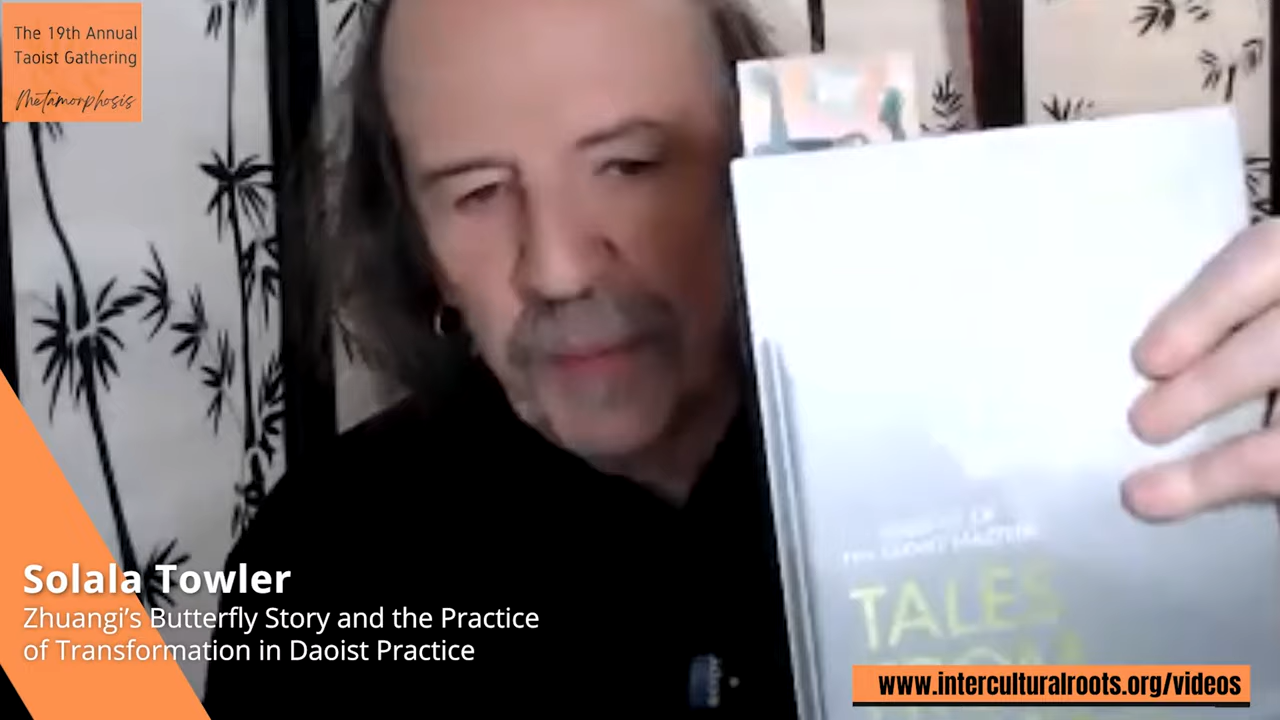 The 19th Annual
Taoist Gathering
Metamorphosis
TALES
FROM
Solala Towler
Zhuangi’s Butterfly Story and the Practice
of Transformation in Daoist Practice
www.interculturalroots.org/videos